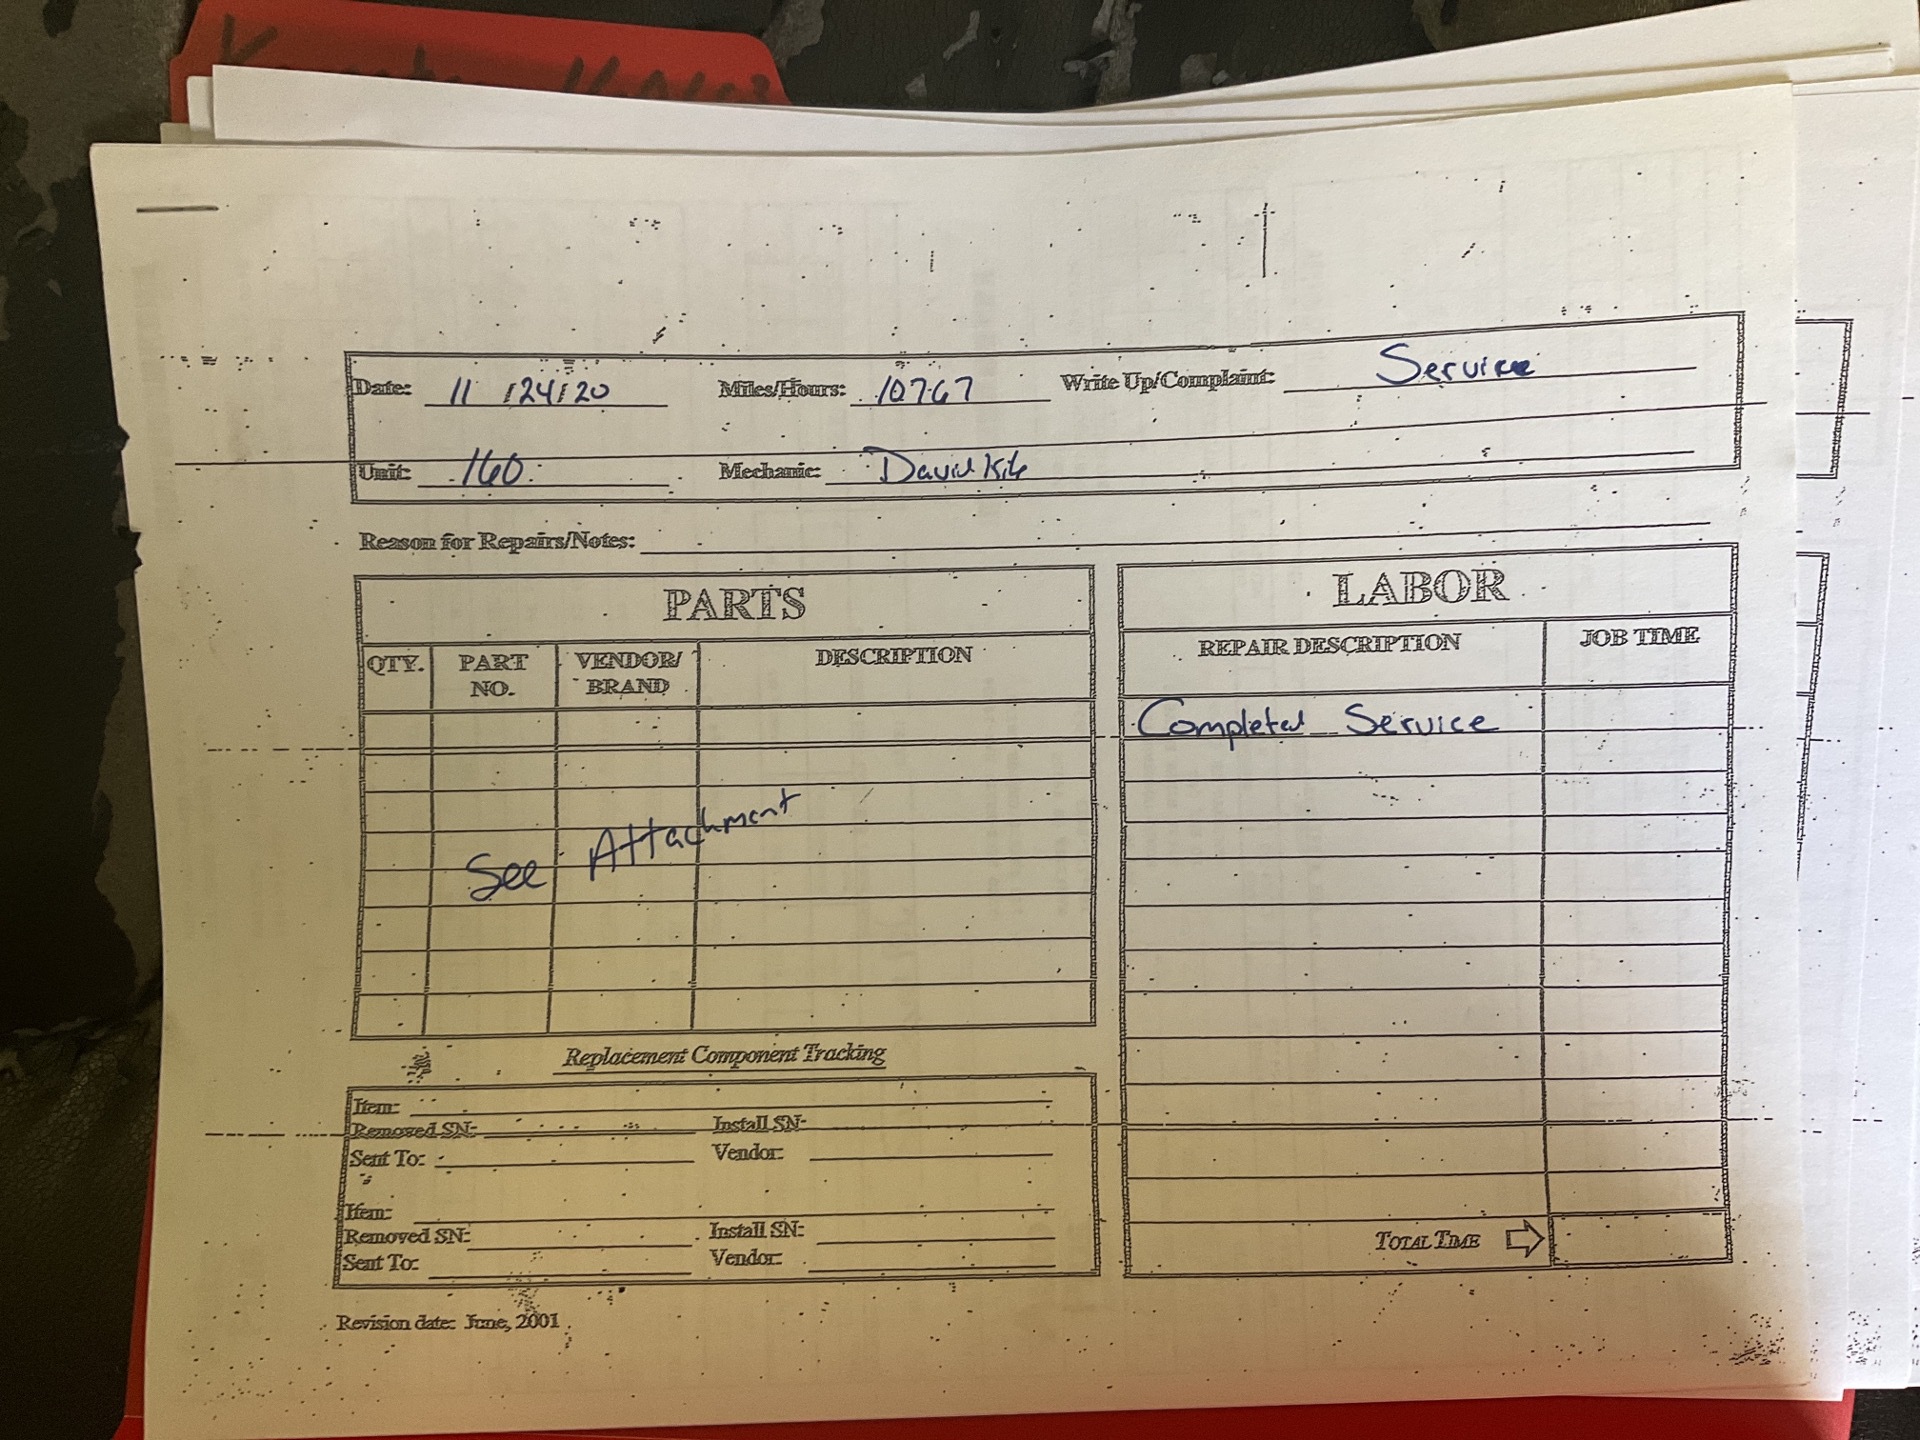 Date: 11/24/20 Miles/Hours: 10767 Write Up/Complaint: Service
Unit: 160 Mechanic: David
Reason for Repairs/Notes:
PARTS
QTY. PART NO. VENDOR/ BRAND DESCRIPTION
See Attachment
LABOR
REPAIR DESCRIPTION JOB TIME
Completed Service
TOTAL TIME
Replacement Component Tracking
Item:
Removed SN: Install SN:
Sent To: Vendor:
Item:
Removed SN: Install SN:
Sent To: Vendor:
Revision date: June, 2001